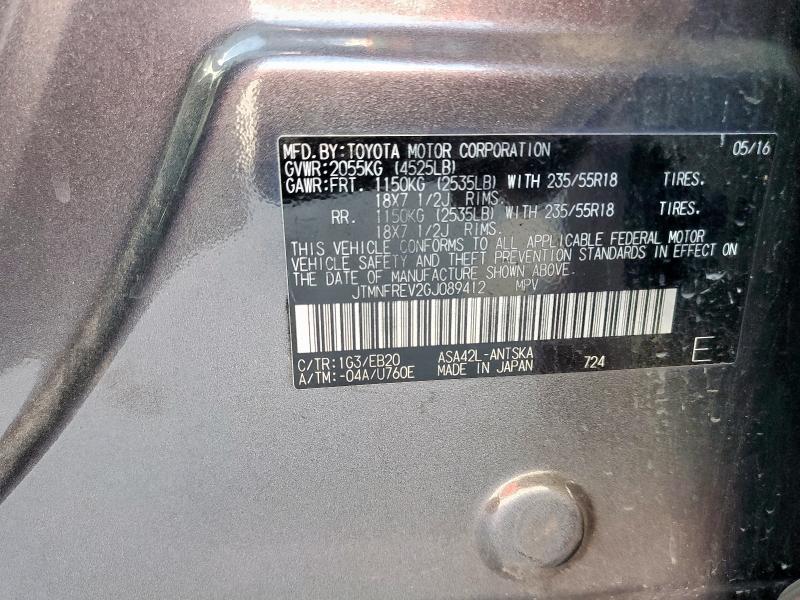 MFD.BY:TOYOTA MOTOR CORPORATION 05/16
GVWR:2055KG (4525LB)
GAWR:FRT. 1150KG (2535LB) WITH 235/55R18 TIRES.
18X7 1/2J RIMS.
RR. 1150KG (2535LB) WITH 235/55R18 TIRES.
18X7 1/2J RIMS.
THIS VEHICLE CONFORMS TO ALL APPLICABLE FEDERAL MOTOR
VEHICLE SAFETY AND THEFT PREVENTION STANDARDS IN EFFECT ON
THE DATE OF MANUFACTURE SHOWN ABOVE.
JTMNFREV2GJ089412 MPV
C/TR:1G3/EB20 ASA42L-ANTSKA E
A/TM:-04A/U760E MADE IN JAPAN 724